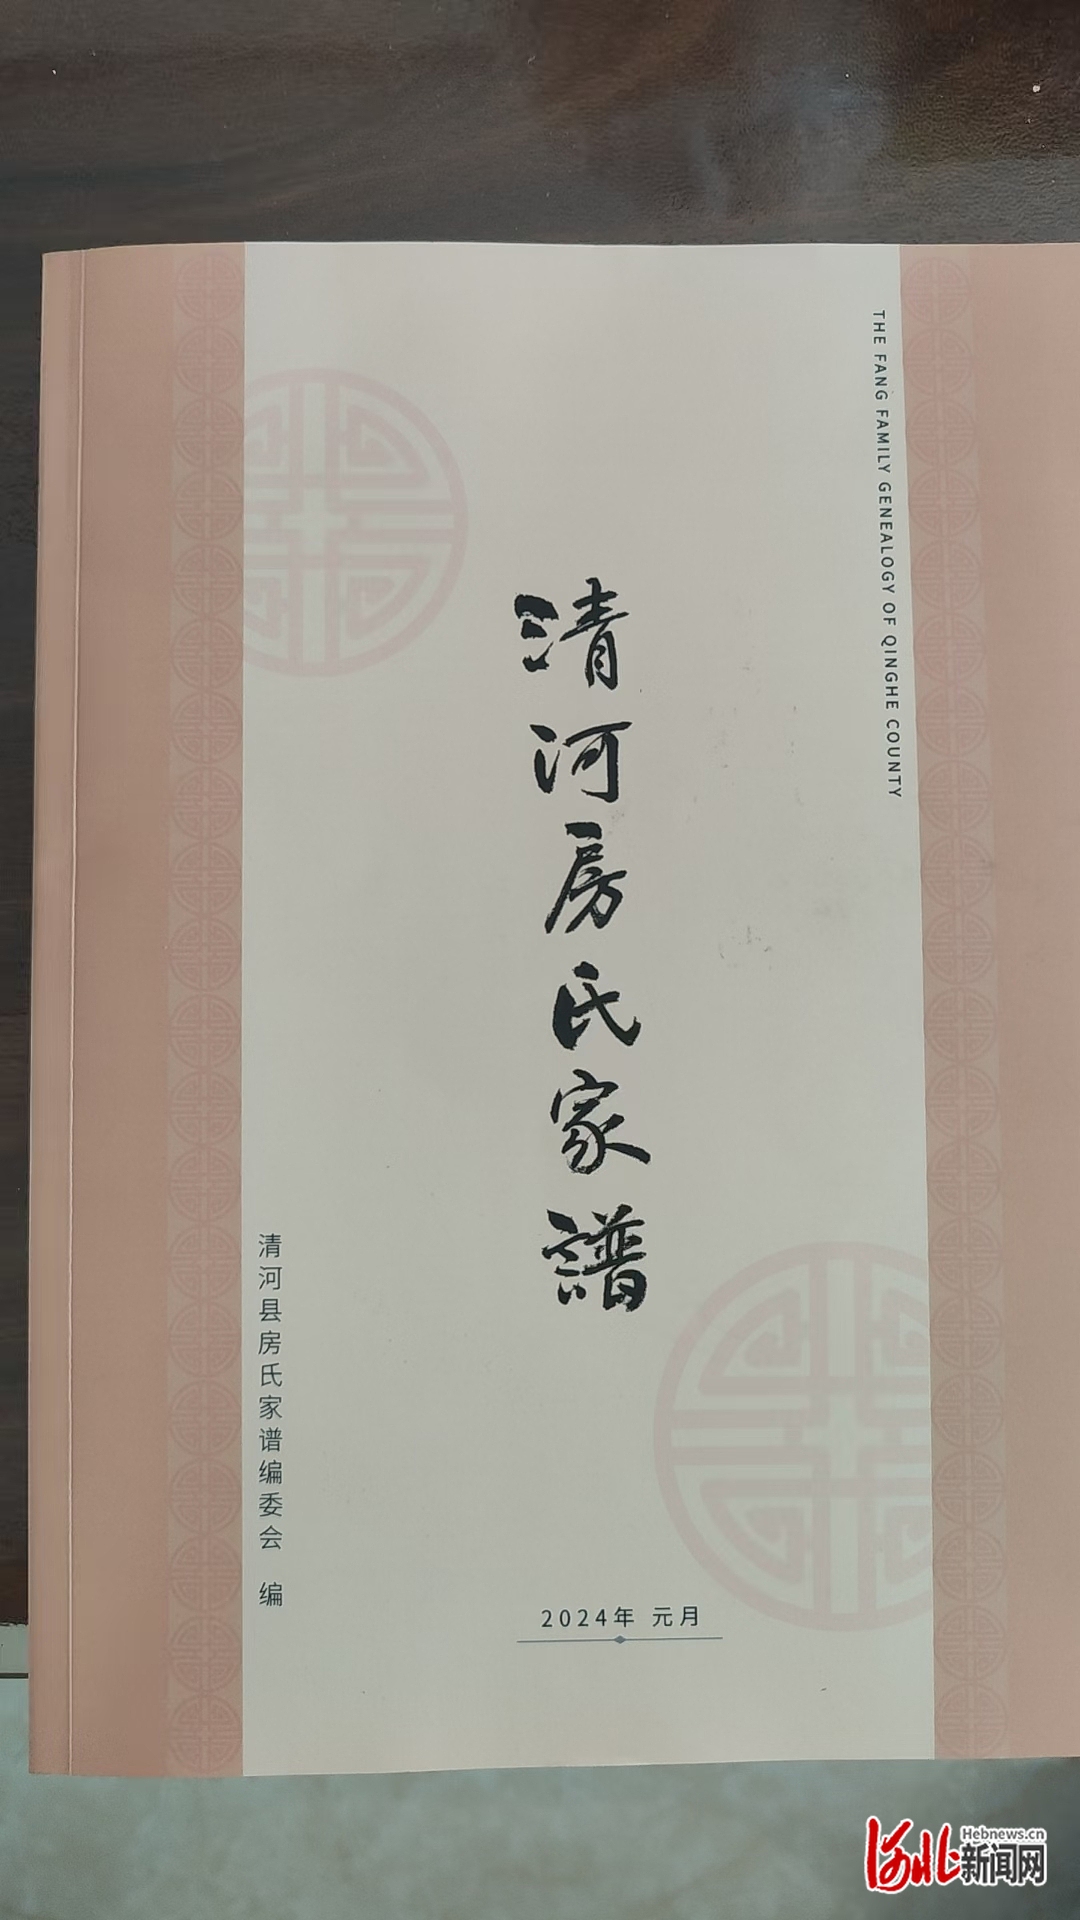 THE FANG FAMILY GENEALOGY OF QINGHE COUNTY
清河房氏家譜
清河县房氏家谱编委会 编
2024年 元月
河北新闻网
Hebnews.cn